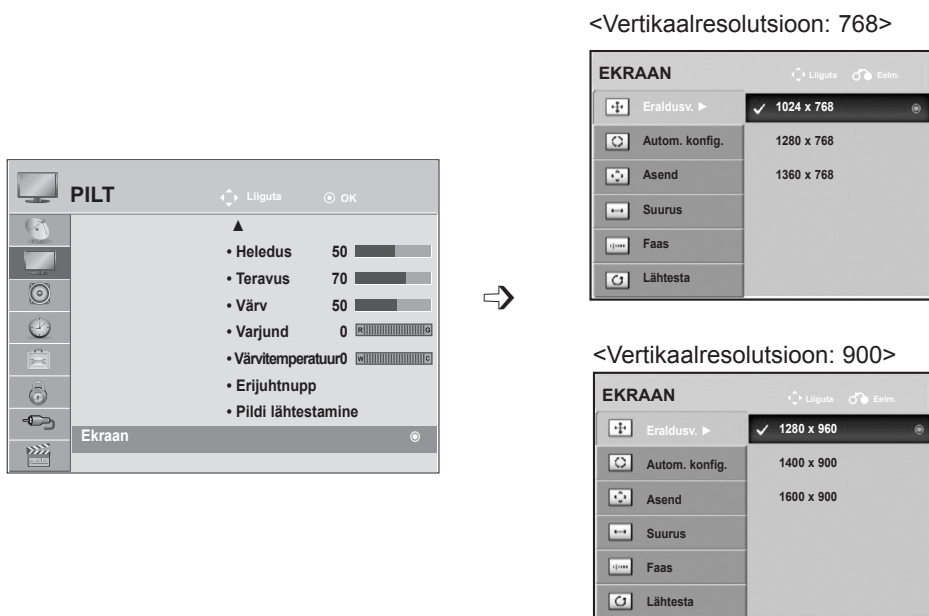 <Vertikaalresolutsioon: 768>
EKRAAN Liiguta Eelm.
Eraldusv. ► ✓ 1024 x 768
Autom. konfig. 1280 x 768
Asend 1360 x 768
Suurus
Faas
Lähtesta
PILT Liiguta OK
▲
• Heledus 50
• Teravus 70
• Värv 50
• Varjund 0 R G
• Värvitemperatuur0 W C
• Erijuhtnupp
• Pildi lähtestamine
Ekraan
<Vertikaalresolutsioon: 900>
EKRAAN Liiguta Eelm.
Eraldusv. ► ✓ 1280 x 960
Autom. konfig. 1400 x 900
Asend 1600 x 900
Suurus
Faas
Lähtesta